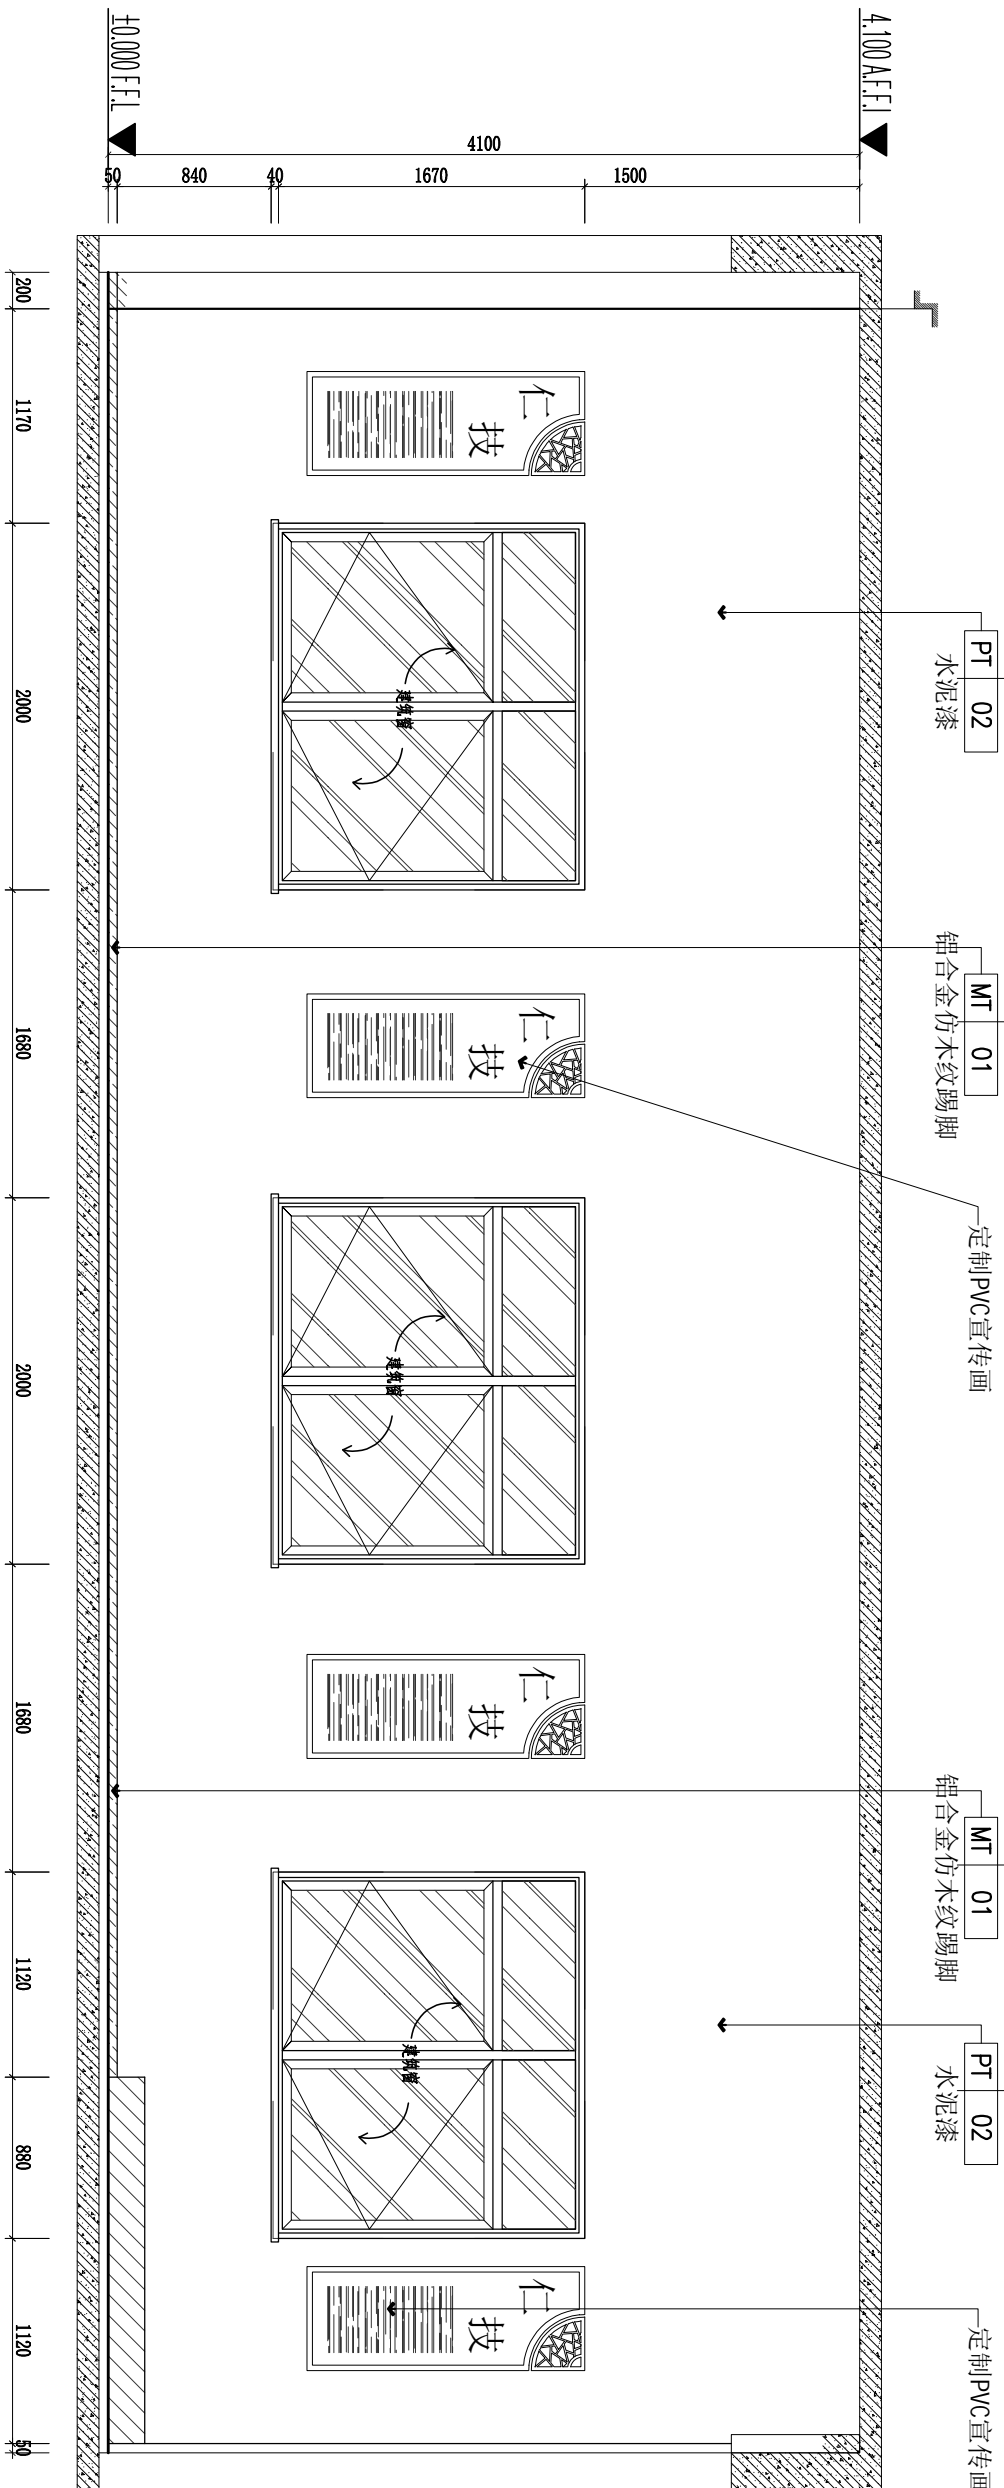 PT 02
水泥漆
MT 01
铝合金仿木纹踢脚
定制PVC宣传画
MT 01
铝合金仿木纹踢脚
PT 02
水泥漆
定制PVC宣传画
4.100 A.F.F.l
±0.000 F.F.L
4100
1500
1670
40
840
50
仁
技
建筑窗
仁
技
建筑窗
仁
技
建筑窗
仁
技
200
1170
2000
1680
2000
1680
1120
880
1120
50